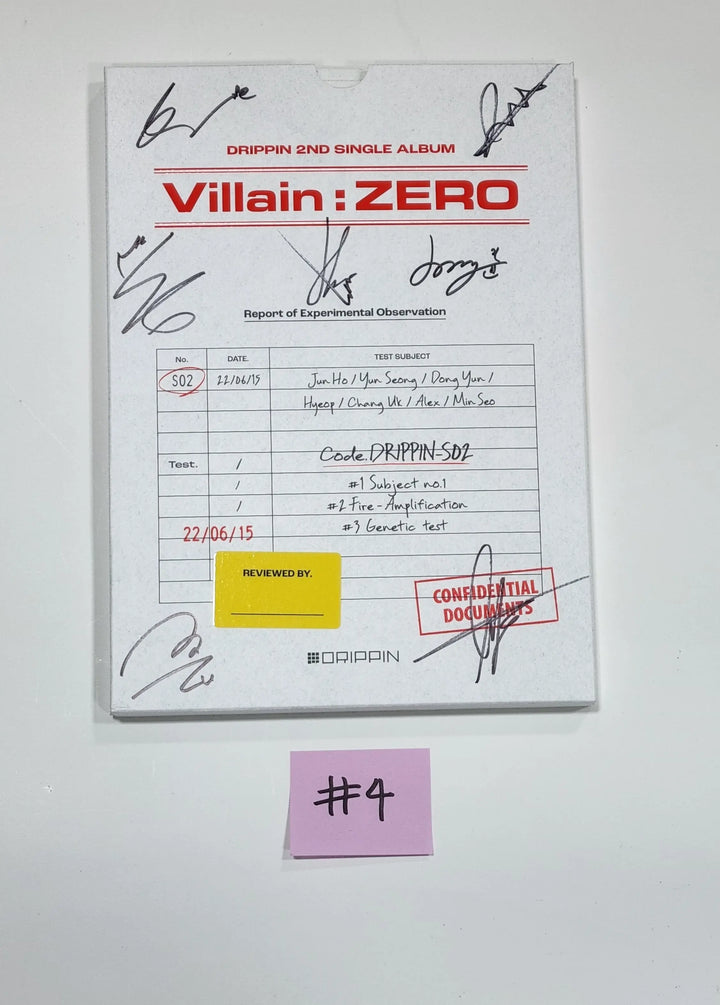 DRIPPIN 2ND SINGLE ALBUM
Villain : ZERO
Report of Experimental Observation
No. DATE. TEST SUBJECT
S02 22/06/15 Jun Ho / Yun Seong / Dong Yun /
Hyeop / Chang Uk / Alex / Min Seo
Code.DRIPPIN-S02
Test. /
/ #1 Subject no.1
/ #2 Fire - Amplification
22/06/15 #3 Genetic test
REVIEWED BY.
CONFIDENTIAL
DOCUMENTS
DRIPPIN
#4